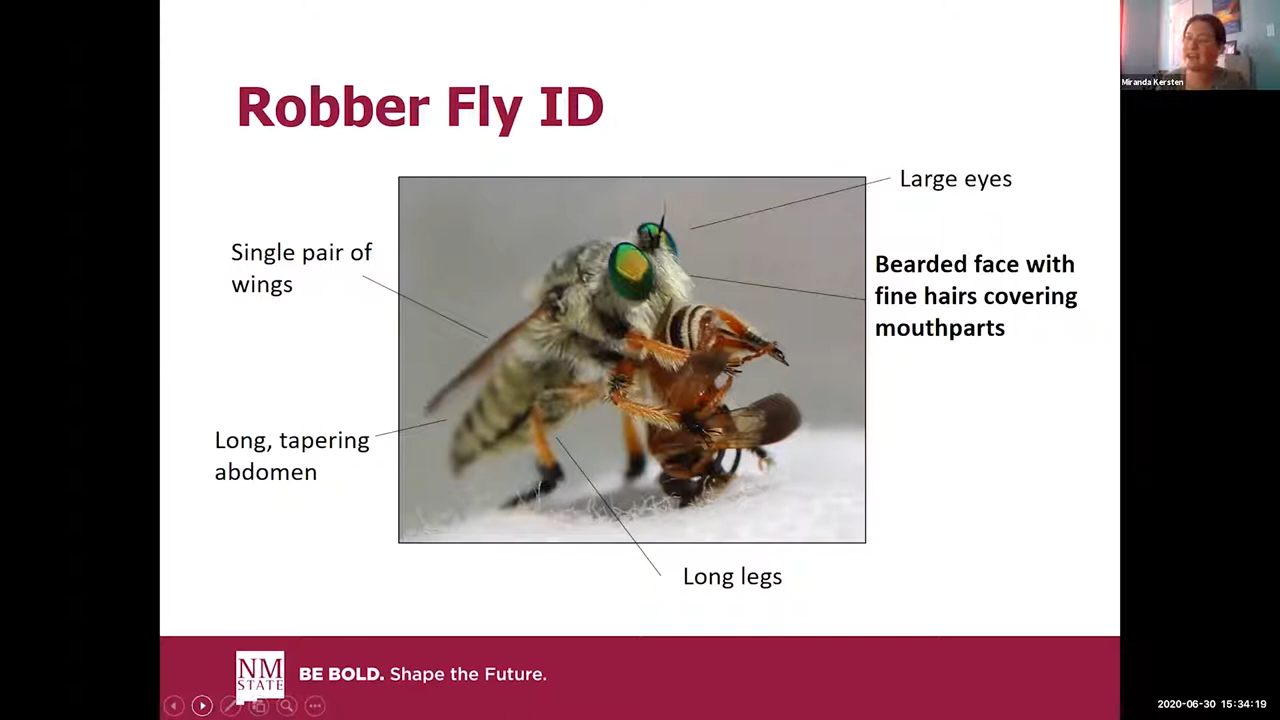 Robber Fly ID
Miranda Kersten
Large eyes
Single pair of
wings
Bearded face with
fine hairs covering
mouthparts
Long, tapering
abdomen
Long legs
NM
STATE
BE BOLD. Shape the Future.
2020-06-30 15:34:19